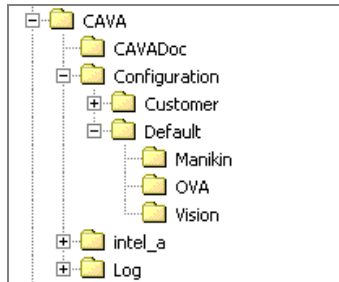 CAVA
CAVADoc
Configuration
Customer
Default
Manikin
OVA
Vision
intel_a
Log